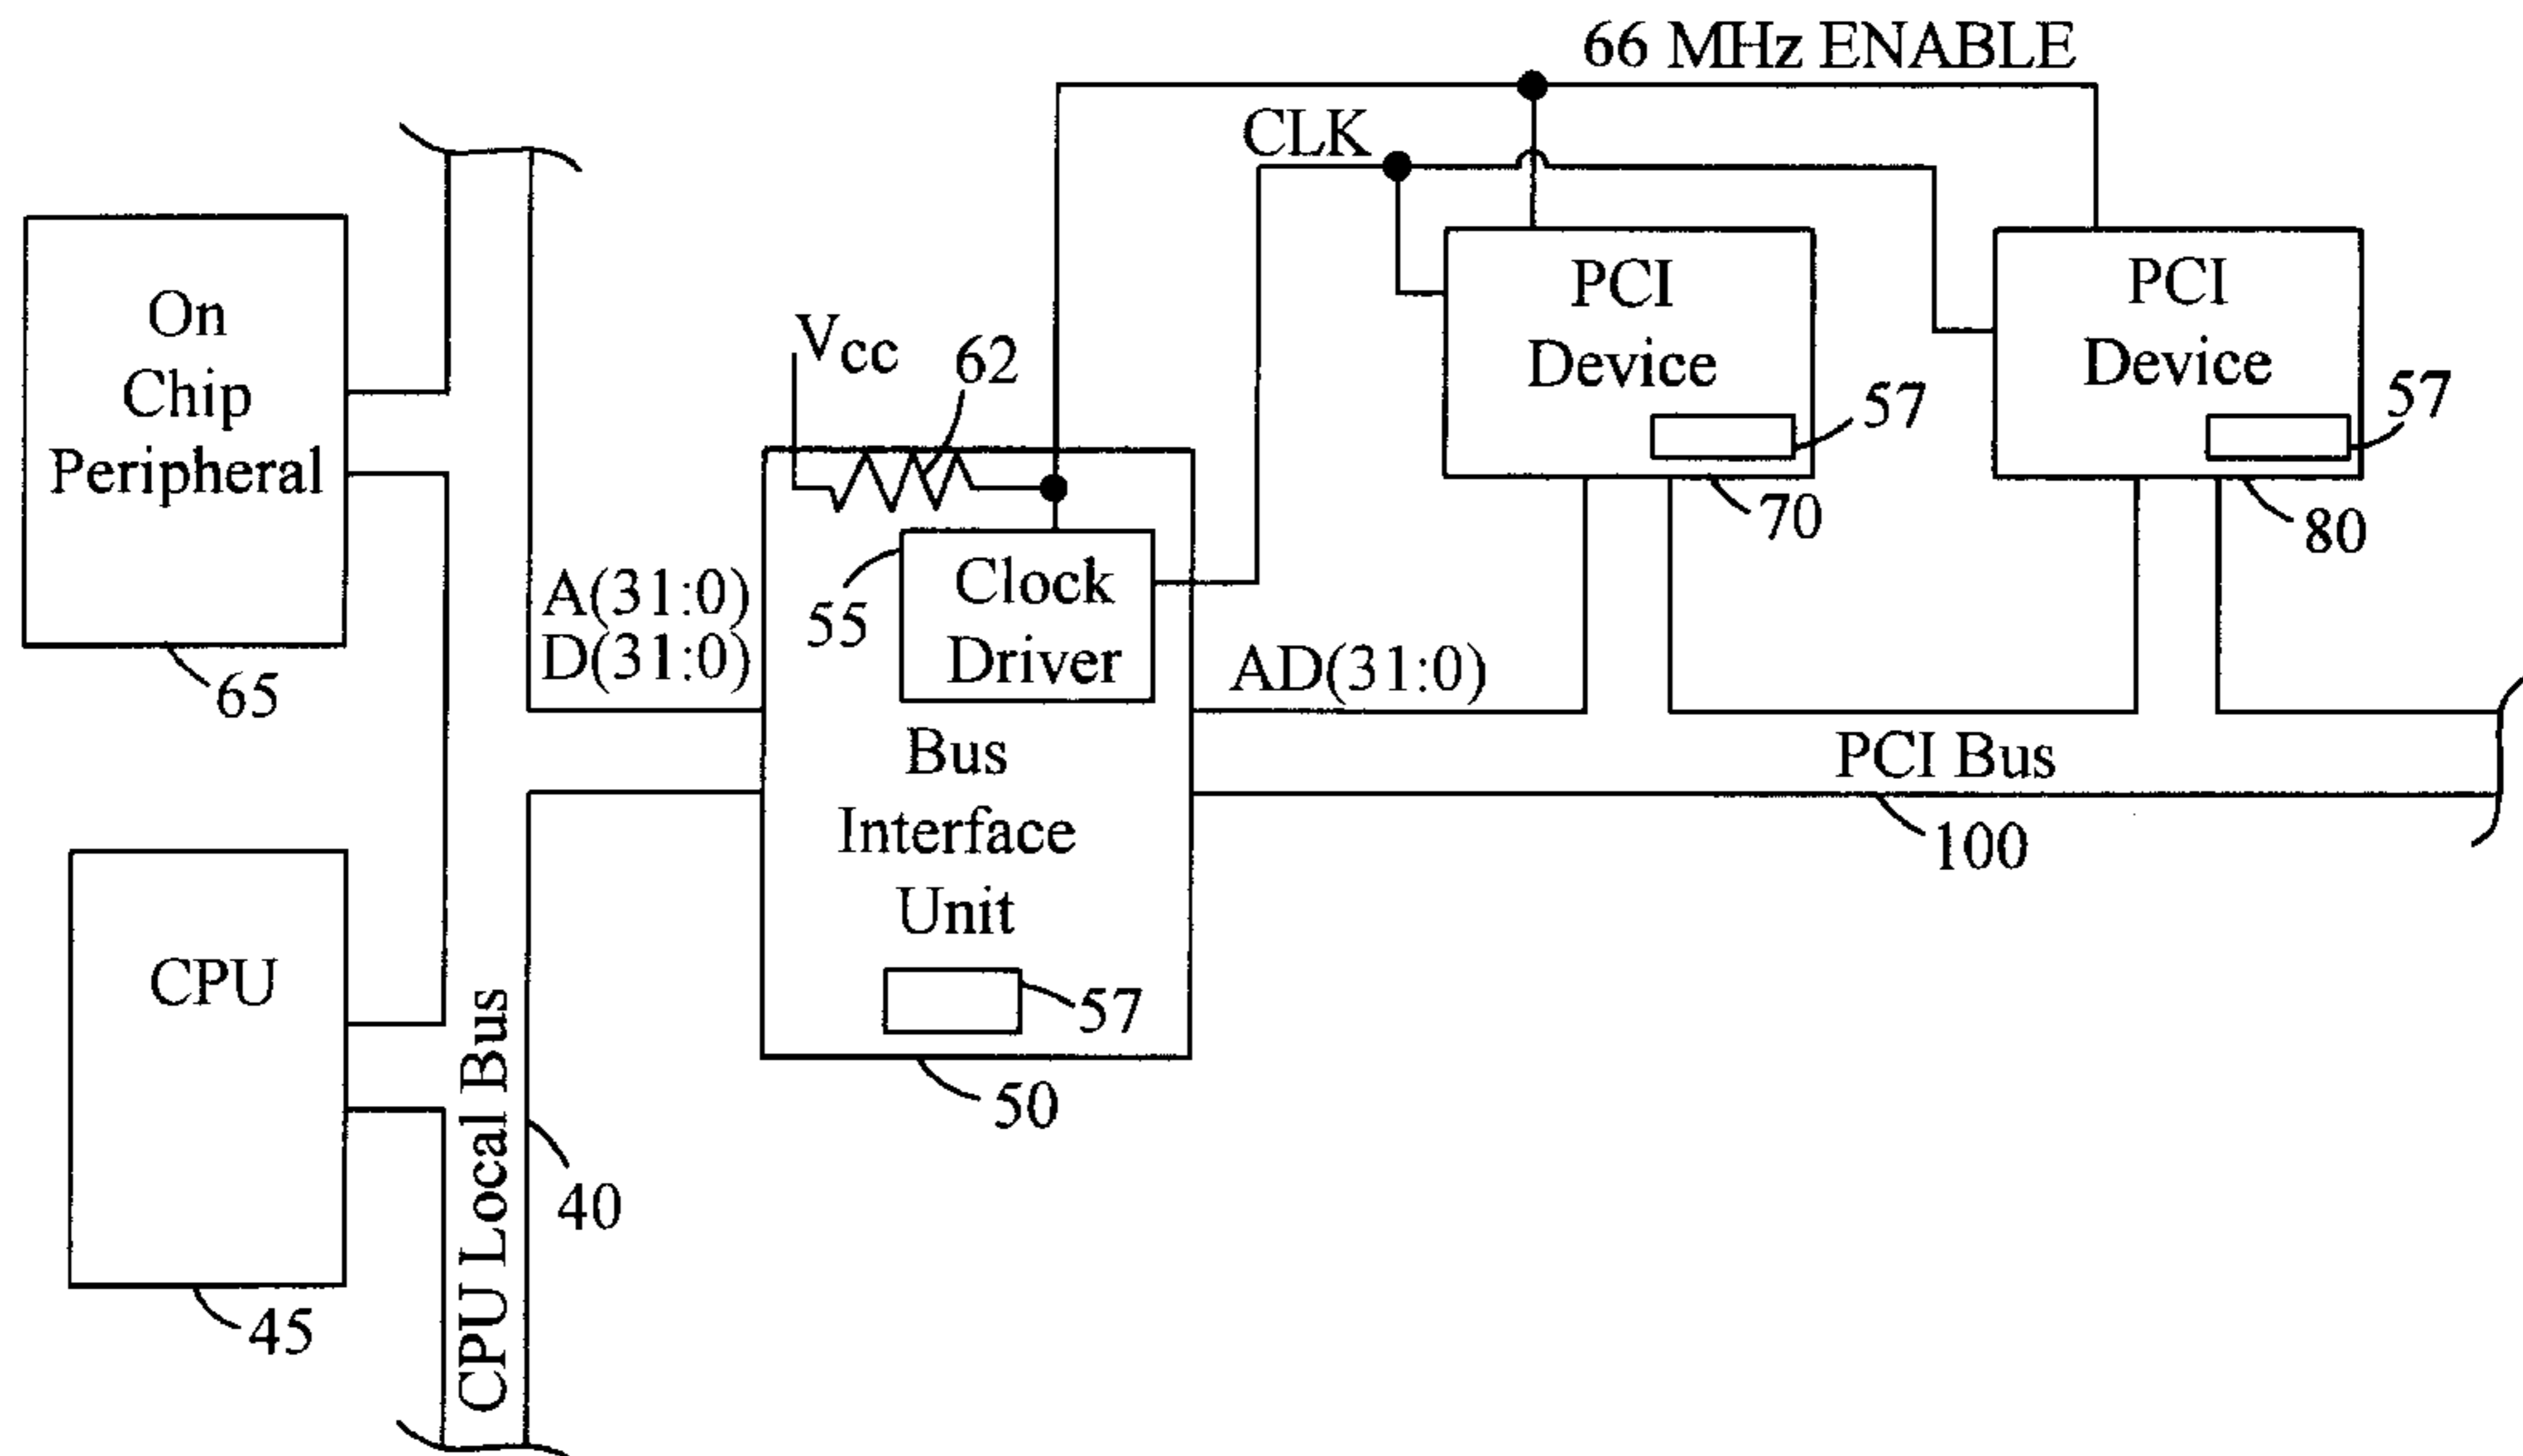 66 MHz ENABLE
CLK
On
Chip
Peripheral
65
Vcc
62
PCI
Device
57
70
PCI
Device
57
80
A(31:0)
D(31:0)
55
Clock
Driver
AD(31:0)
Bus
Interface
Unit
57
50
PCI Bus
100
CPU
45
CPU Local Bus
40